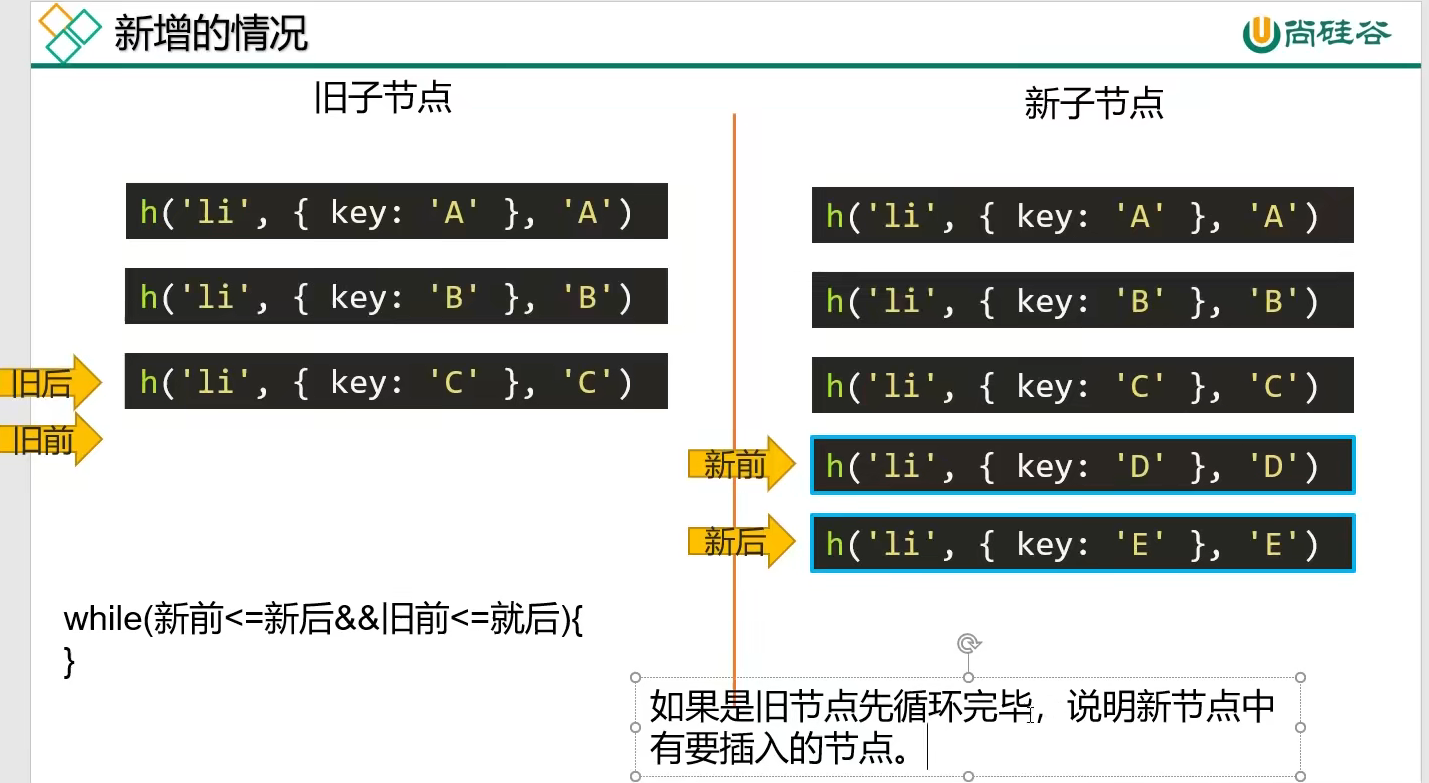 新增的情况
尚硅谷
旧子节点
新子节点
h('li', { key: 'A' }, 'A')
h('li', { key: 'B' }, 'B')
h('li', { key: 'C' }, 'C')
旧后
旧前
h('li', { key: 'A' }, 'A')
h('li', { key: 'B' }, 'B')
h('li', { key: 'C' }, 'C')
新前
h('li', { key: 'D' }, 'D')
新后
h('li', { key: 'E' }, 'E')
while(新前<=新后&&旧前<=就后){
}
如果是旧节点先循环完毕，说明新节点中
有要插入的节点。